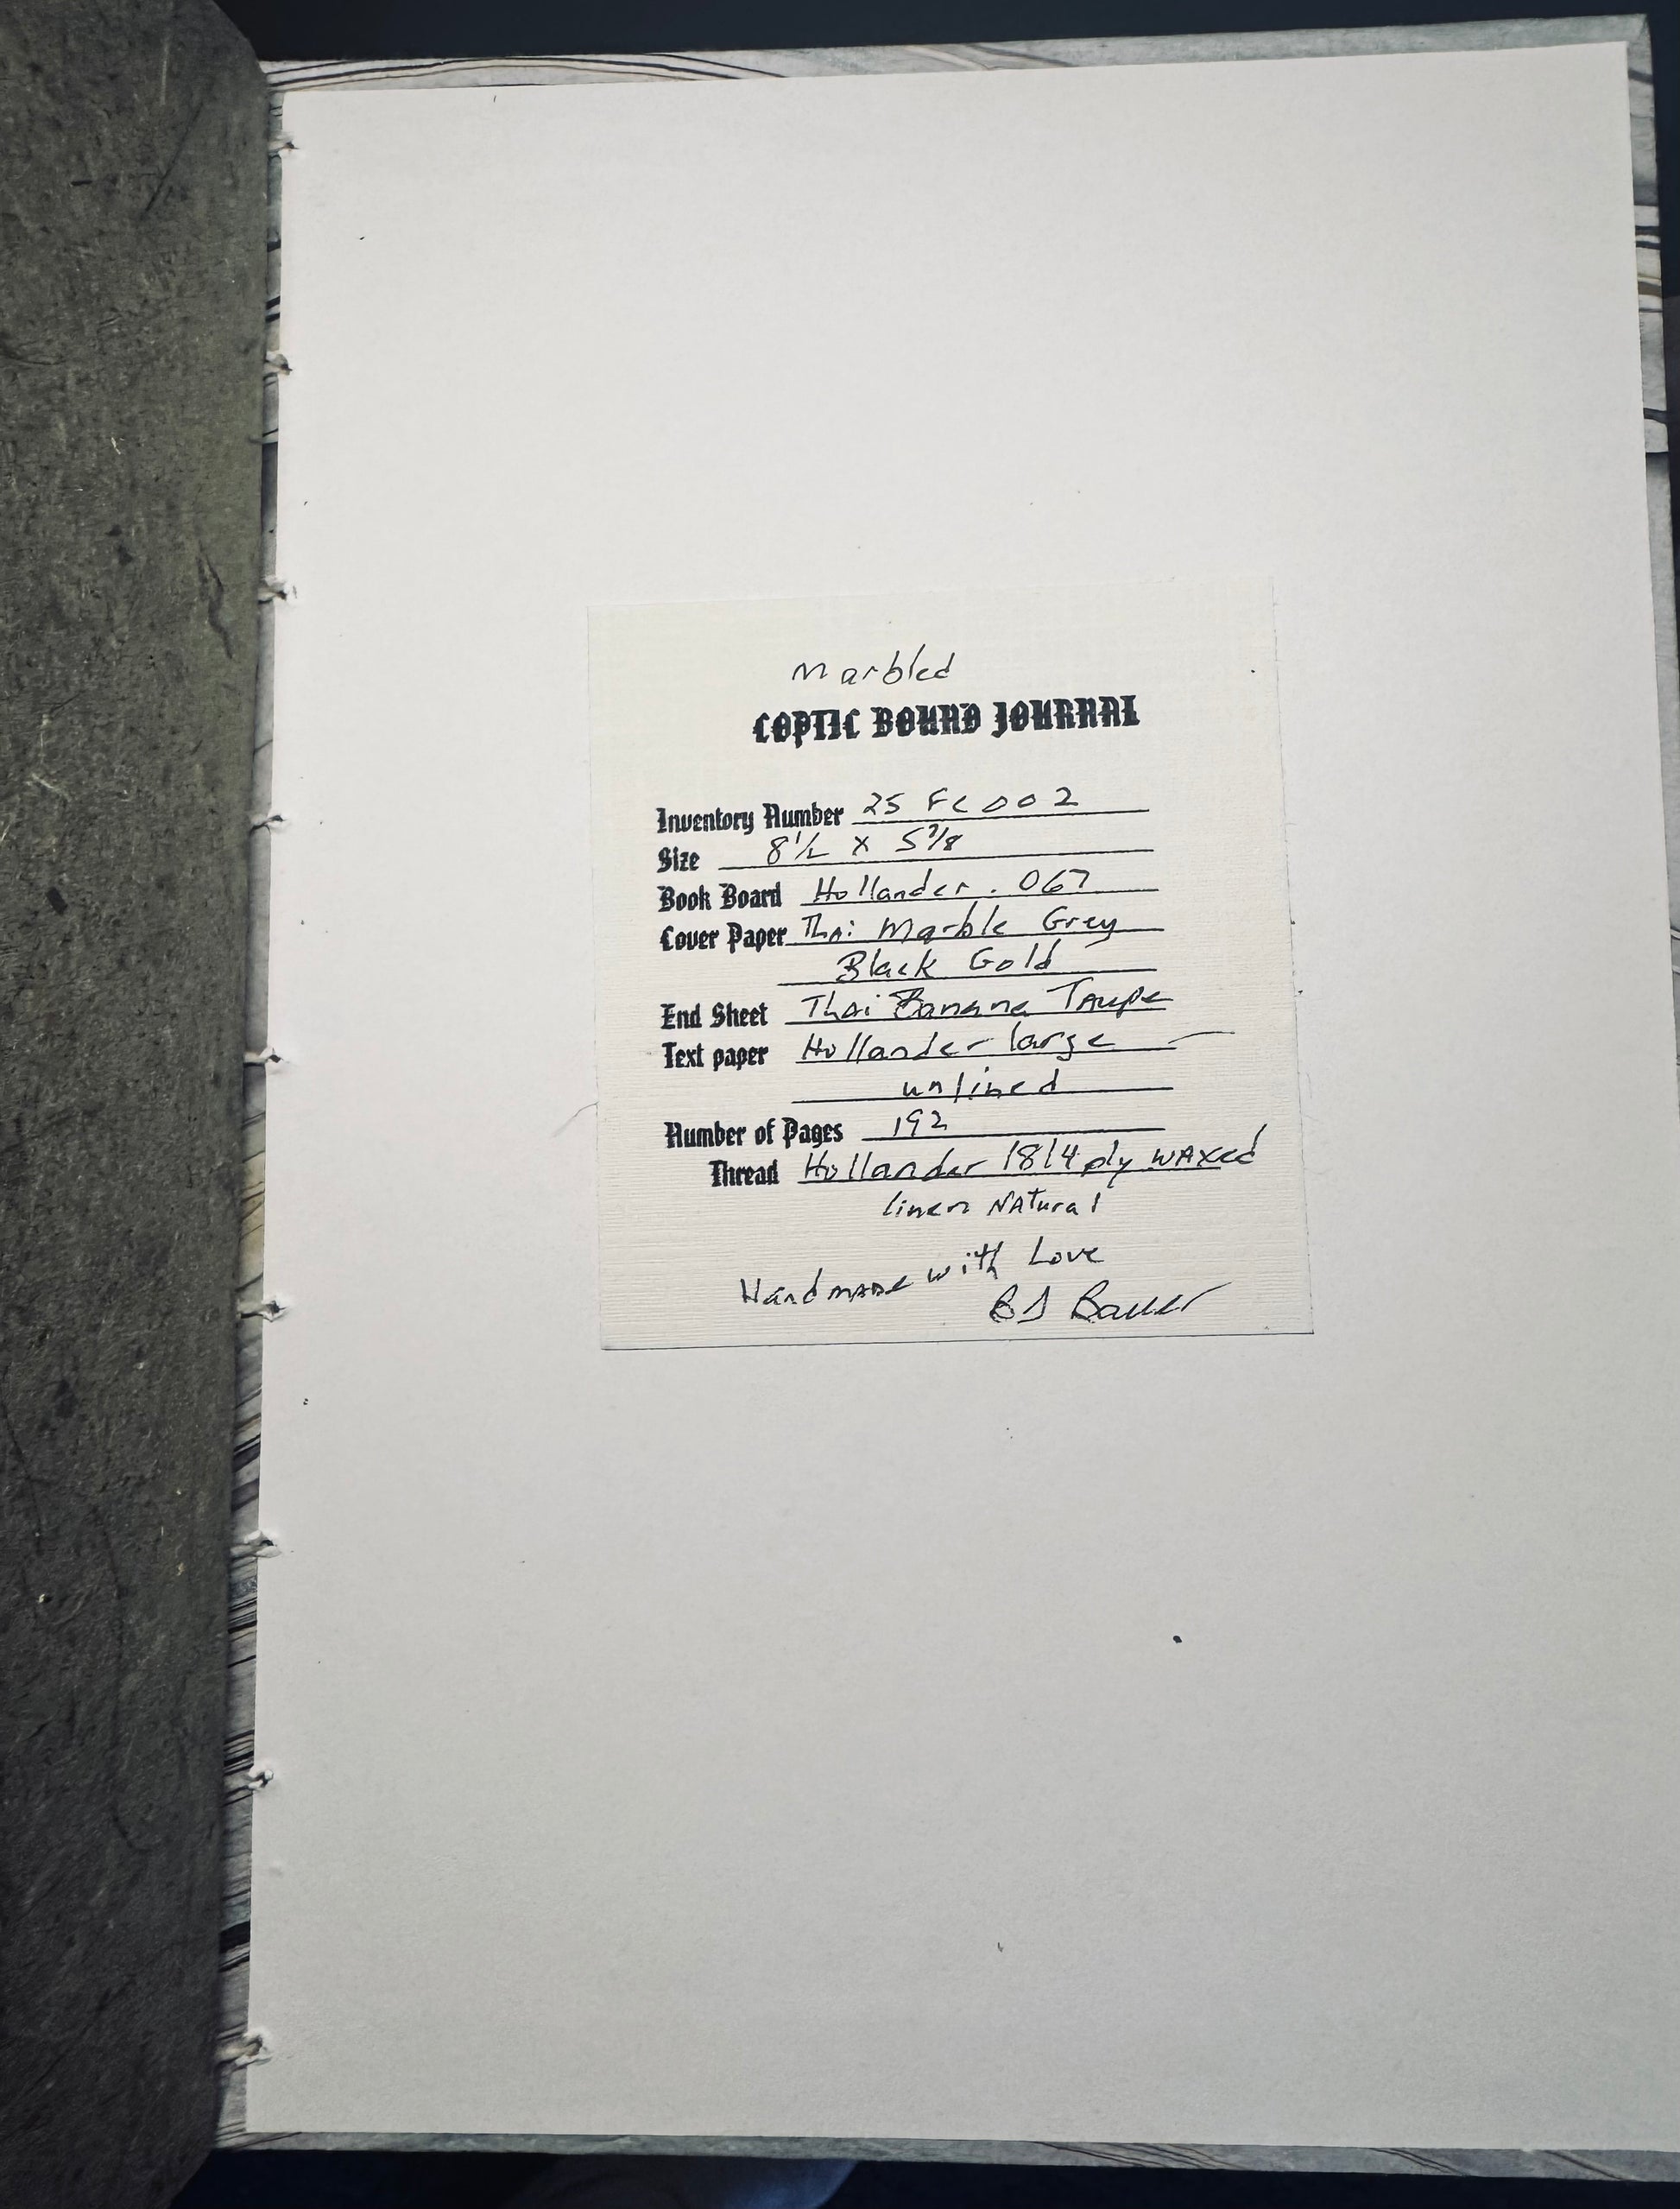 Marbled
COPTIC BOUND JOURNAL
Inventory Number 25 FC 002
Size 8 1/2 x 5 7/8
Book Board Hollander .067
Cover Paper Thai Marble Grey
Black Gold
End Sheet Thai Banana Taupe
Text paper Hollander large
unlined
Number of Pages 192
Thread Hollander 18/4 ply waxed
linen Natural
Handmade with Love
BJ Bauer